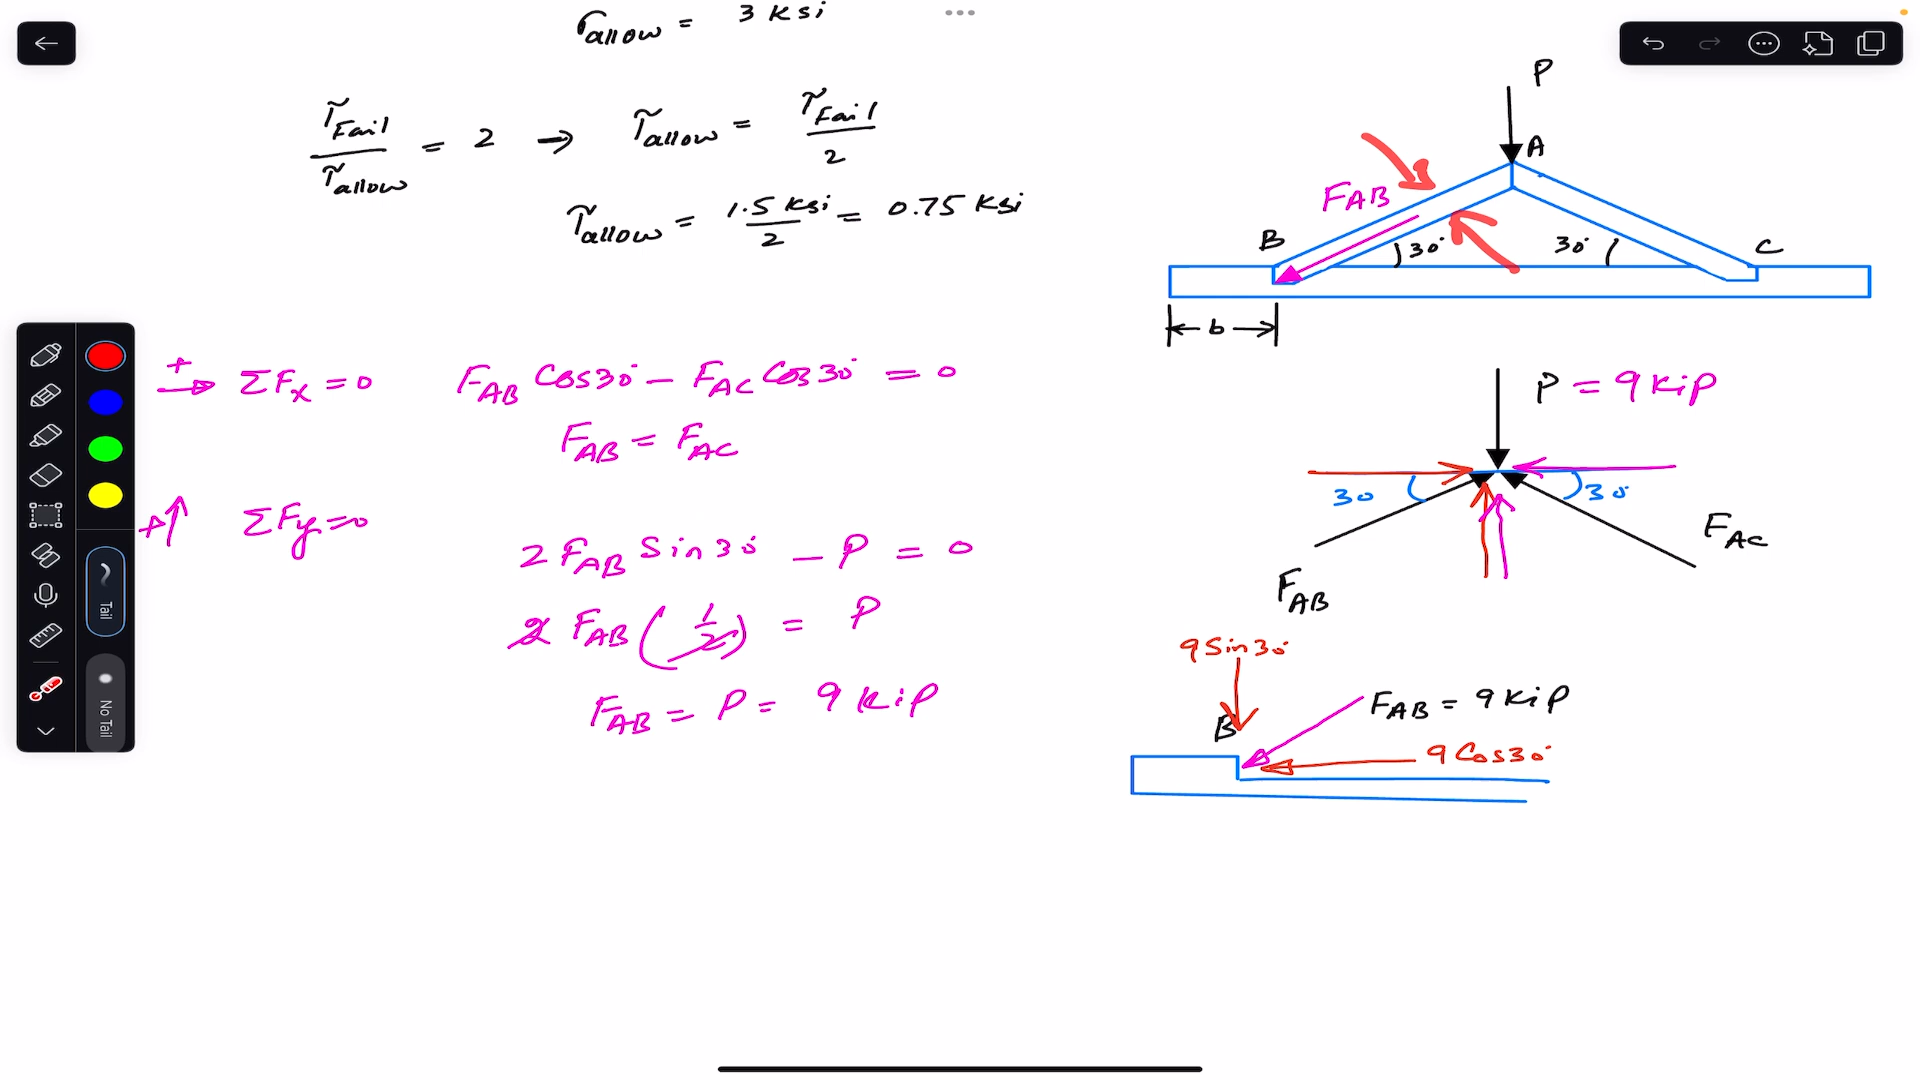 σallow = 3 ksi
τFail / τallow = 2 → τallow = τFail / 2
τallow = 1.5 ksi / 2 = 0.75 ksi
P
A
FAB
B
30°
30°
C
b
→+ ΣFx = 0 FAB Cos30° − FAC Cos30° = 0
FAB = FAC
+↑ ΣFy = 0
2 FAB Sin30° − P = 0
2 FAB (1/2) = P
FAB = P = 9 kip
P = 9 kip
30
30°
FAC
FAB
9 Sin30°
B
FAB = 9 kip
9 Cos30°
Tail
No Tail